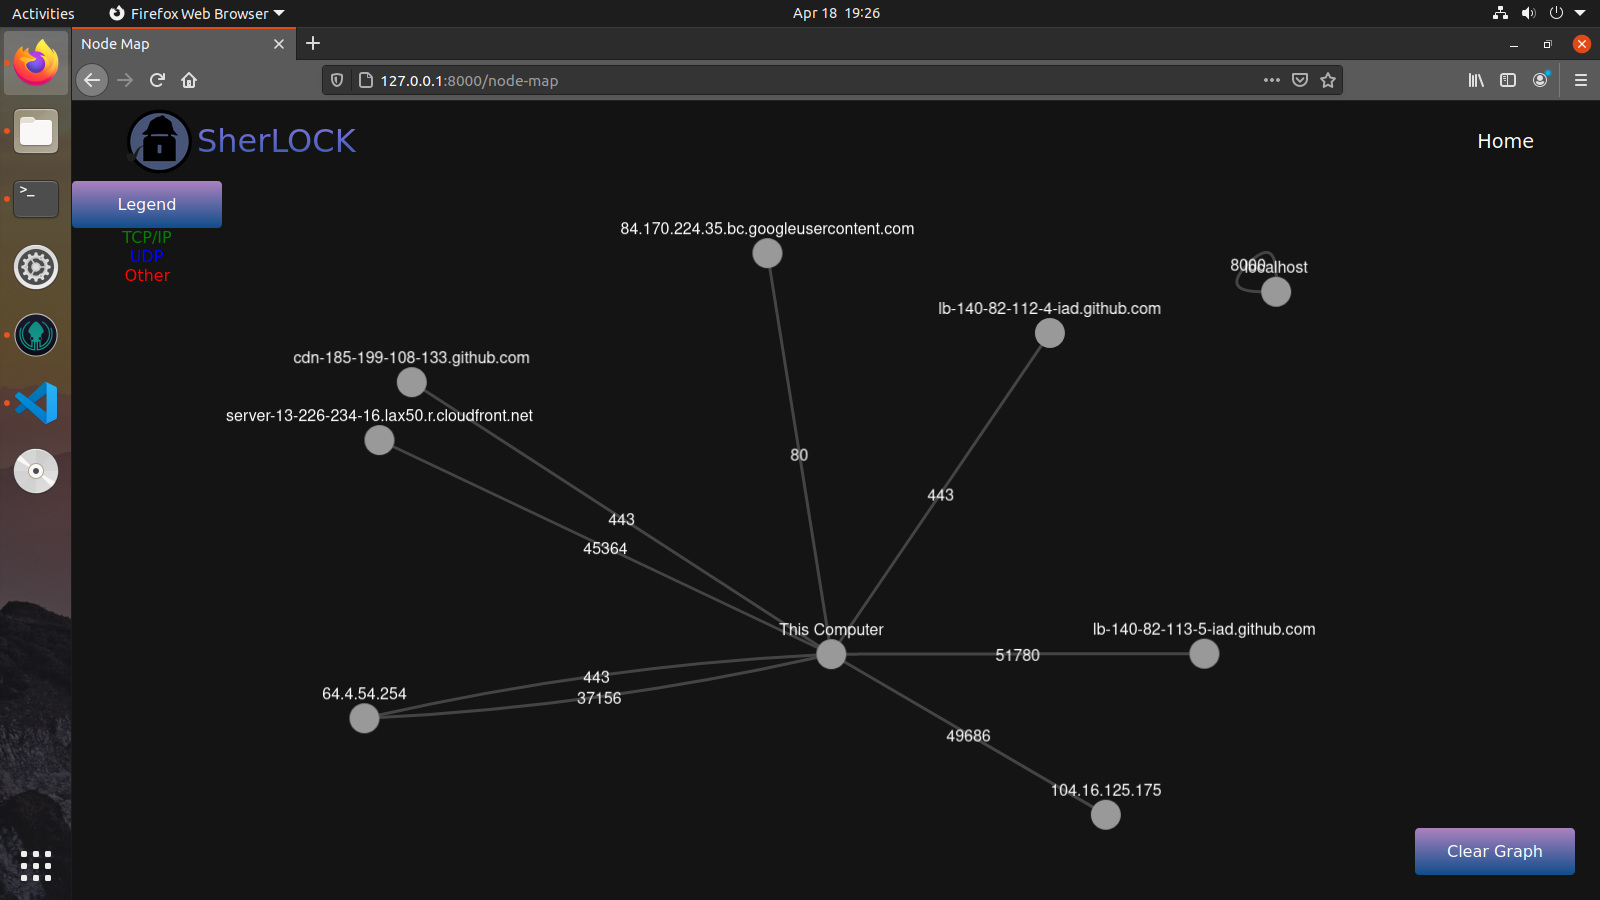 Activities
Firefox Web Browser
Apr 18 19:26
Node Map
127.0.0.1:8000/node-map
SherLOCK
Home
Legend
TCP/IP
UDP
Other
84.170.224.35.bc.googleusercontent.com
8000
localhost
lb-140-82-112-4-iad.github.com
cdn-185-199-108-133.github.com
server-13-226-234-16.lax50.r.cloudfront.net
80
443
443
45364
This Computer
lb-140-82-113-5-iad.github.com
51780
443
37156
64.4.54.254
49686
104.16.125.175
Clear Graph